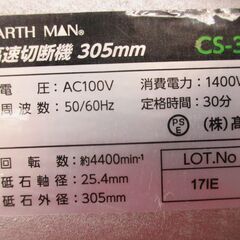 ARTH MAN®
高速切断機 305mm
CS-3
電 圧：AC100V
消費電力：1400W
周波数：50/60Hz
定格時間：30分
PSE
(株)髙
回 転 数：約4400min-1
砥石軸径：25.4mm
砥石外径：305mm
LOT.No
17IE